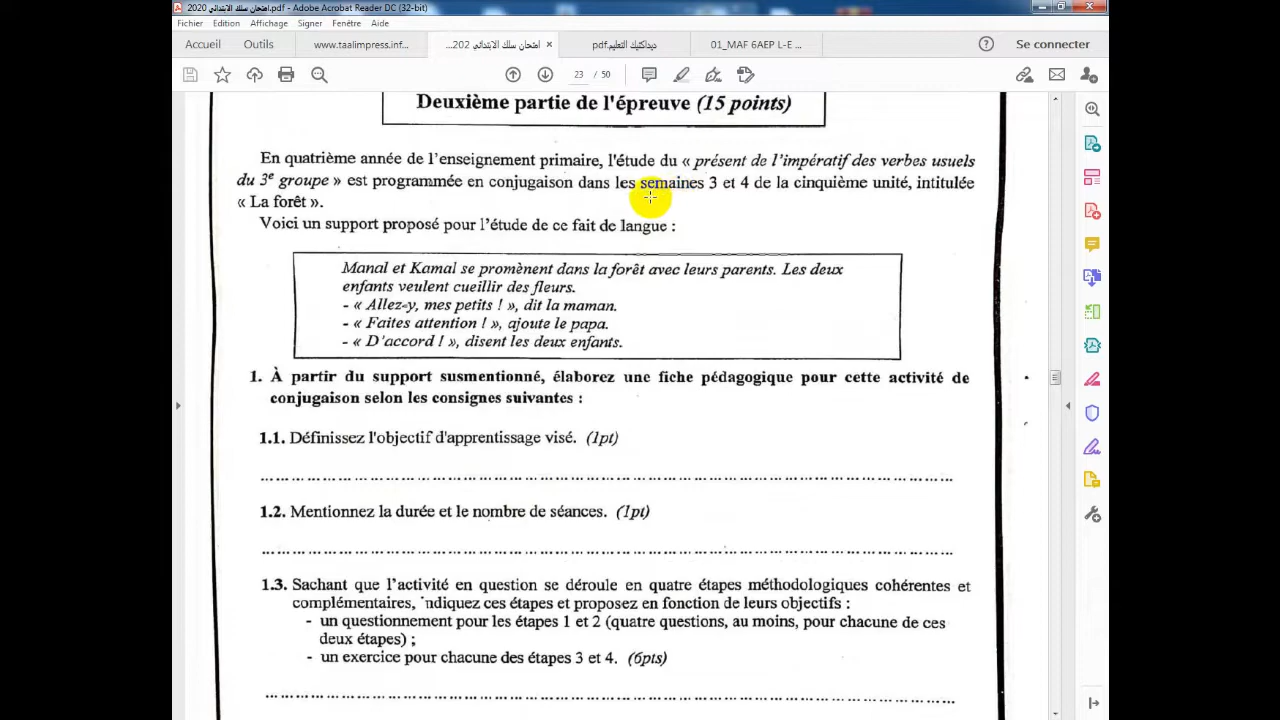 امتحان سلك الابتدائي 2020.pdf - Adobe Acrobat Reader DC (32-bit)
Fichier Edition Affichage Signer Fenêtre Aide
Accueil Outils www.taalimpress.inf... امتحان سلك الابتدائي 202... × ديداكتيك التعليم.pdf 01_MAF 6AEP L-E ... Se connecter
23 / 50
Deuxième partie de l'épreuve (15 points)
En quatrième année de l'enseignement primaire, l'étude du « présent de l'impératif des verbes usuels
du 3e groupe » est programmée en conjugaison dans les semaines 3 et 4 de la cinquième unité, intitulée
« La forêt ».
Voici un support proposé pour l'étude de ce fait de langue :
Manal et Kamal se promènent dans la forêt avec leurs parents. Les deux
enfants veulent cueillir des fleurs.
- « Allez-y, mes petits ! », dit la maman.
- « Faites attention ! », ajoute le papa.
- « D'accord ! », disent les deux enfants.
1. À partir du support susmentionné, élaborez une fiche pédagogique pour cette activité de
conjugaison selon les consignes suivantes :
1.1. Définissez l'objectif d'apprentissage visé. (1pt)
1.2. Mentionnez la durée et le nombre de séances. (1pt)
1.3. Sachant que l'activité en question se déroule en quatre étapes méthodologiques cohérentes et
complémentaires, indiquez ces étapes et proposez en fonction de leurs objectifs :
- un questionnement pour les étapes 1 et 2 (quatre questions, au moins, pour chacune de ces
deux étapes) ;
- un exercice pour chacune des étapes 3 et 4. (6pts)